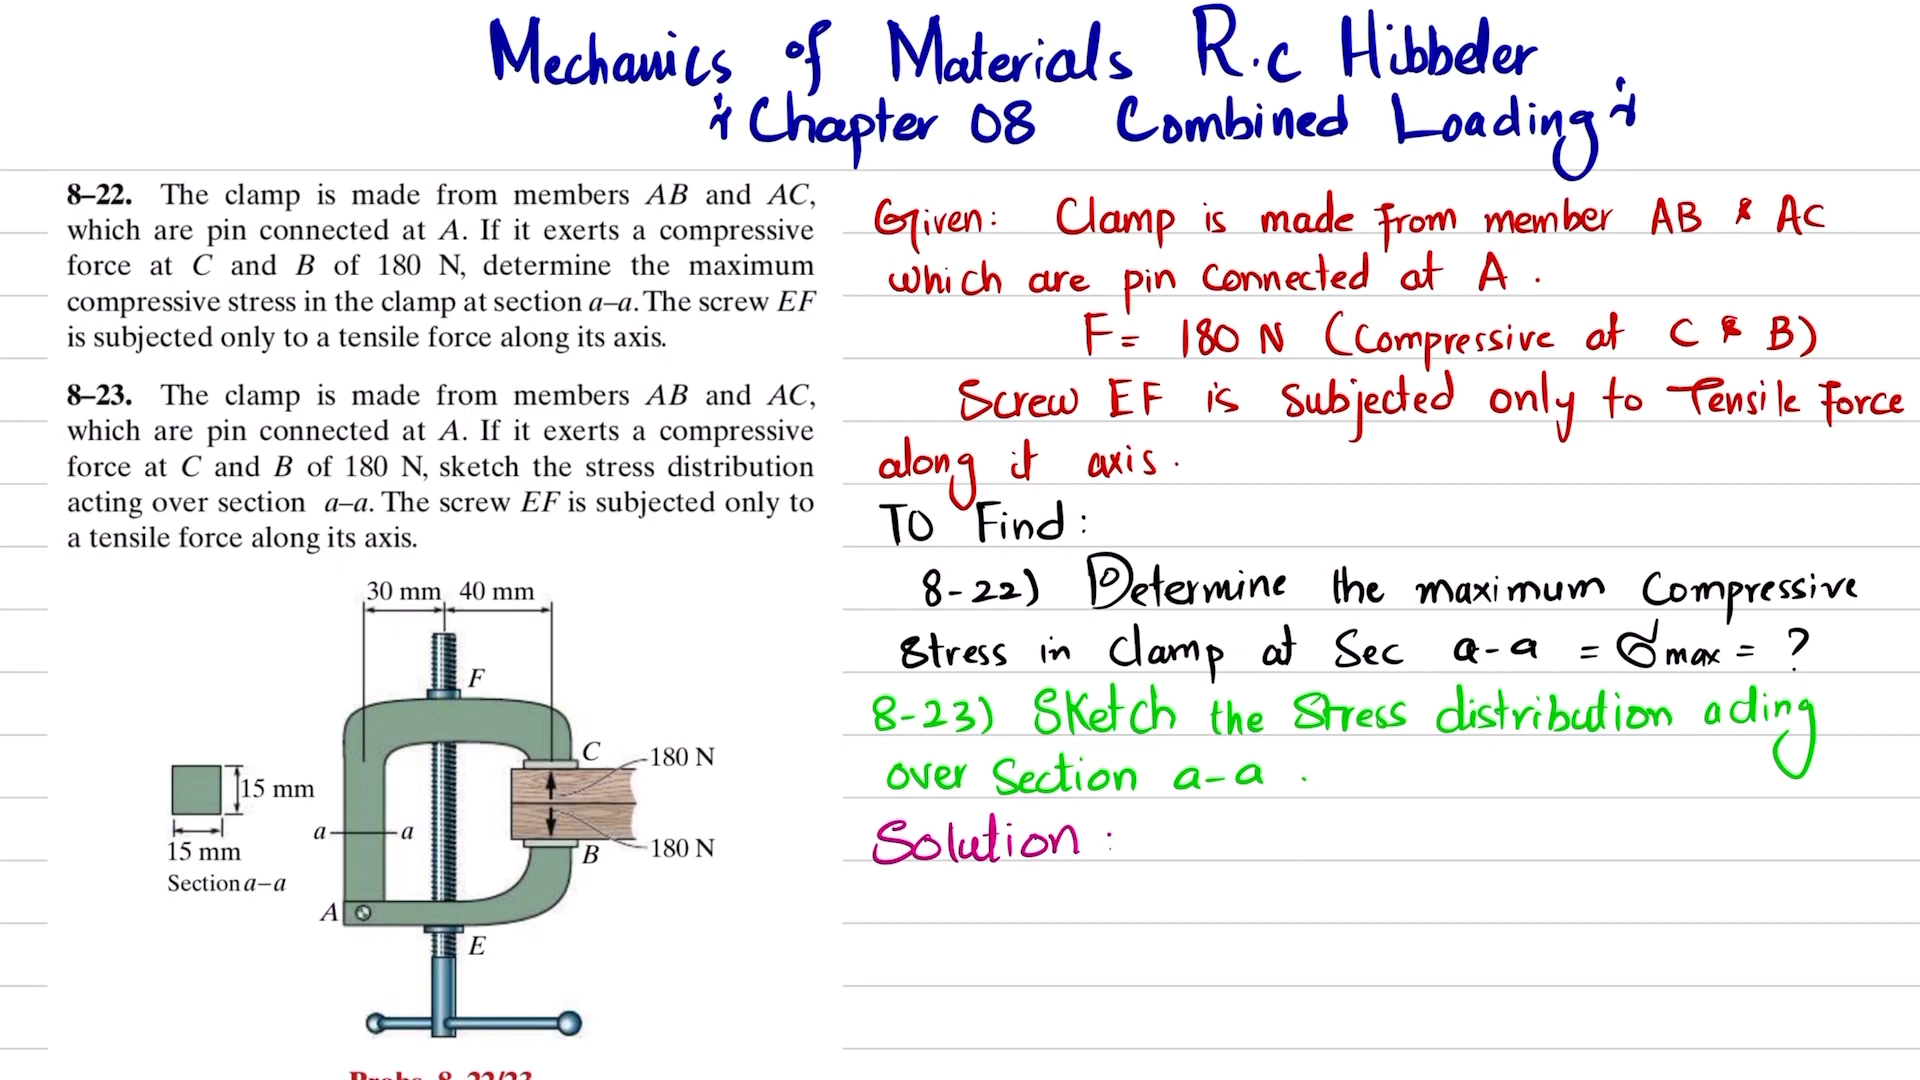 Mechanics of Materials R.C Hibbeler
Chapter 08 Combined Loading
8–22. The clamp is made from members AB and AC,
which are pin connected at A. If it exerts a compressive
force at C and B of 180 N, determine the maximum
compressive stress in the clamp at section a–a. The screw EF
is subjected only to a tensile force along its axis.
8–23. The clamp is made from members AB and AC,
which are pin connected at A. If it exerts a compressive
force at C and B of 180 N, sketch the stress distribution
acting over section a–a. The screw EF is subjected only to
a tensile force along its axis.
30 mm 40 mm
F
C
180 N
15 mm
a a
15 mm
B
180 N
Section a–a
A
E
Probs. 8–22/23
Given: Clamp is made from member AB & AC
which are pin connected at A.
F= 180 N (Compressive at C & B)
Screw EF is subjected only to Tensile Force
along it axis.
To Find:
8-22) Determine the maximum Compressive
Stress in clamp at Sec a-a = σmax = ?
8-23) Sketch the Stress distribution acting
over Section a-a .
Solution :